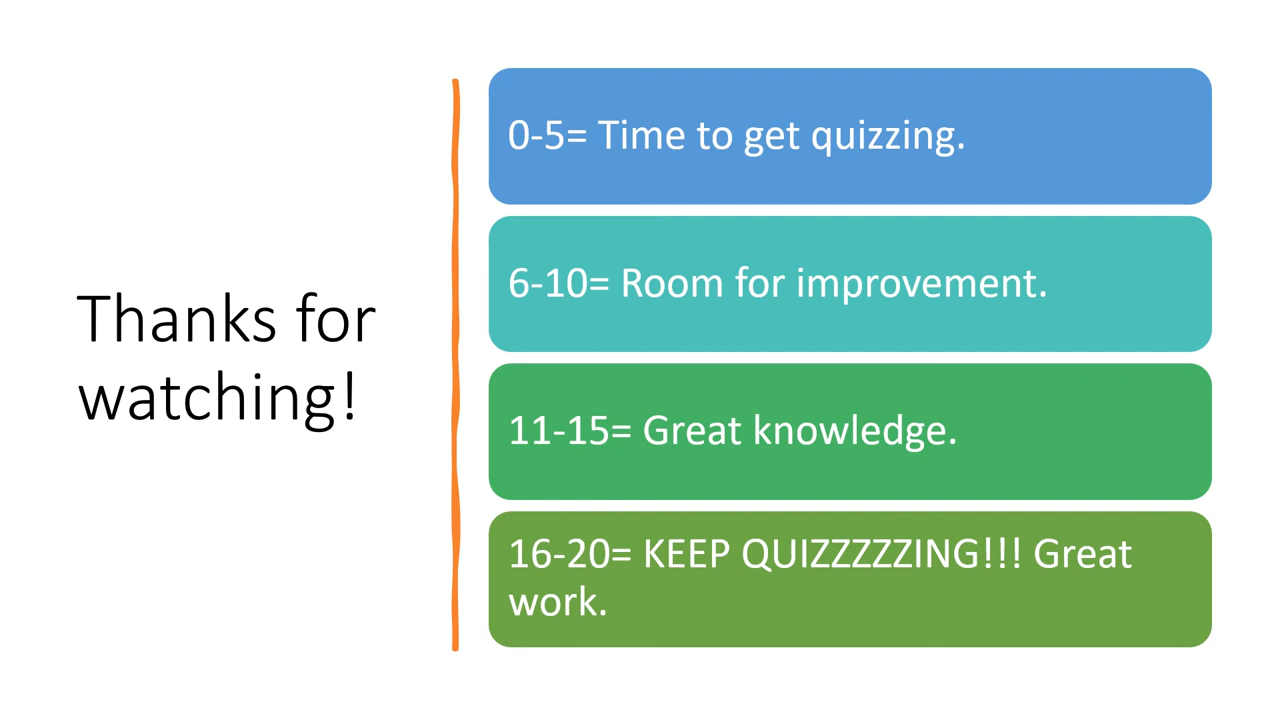 Thanks for
watching!
0-5= Time to get quizzing.
6-10= Room for improvement.
11-15= Great knowledge.
16-20= KEEP QUIZZZZZING!!! Great
work.